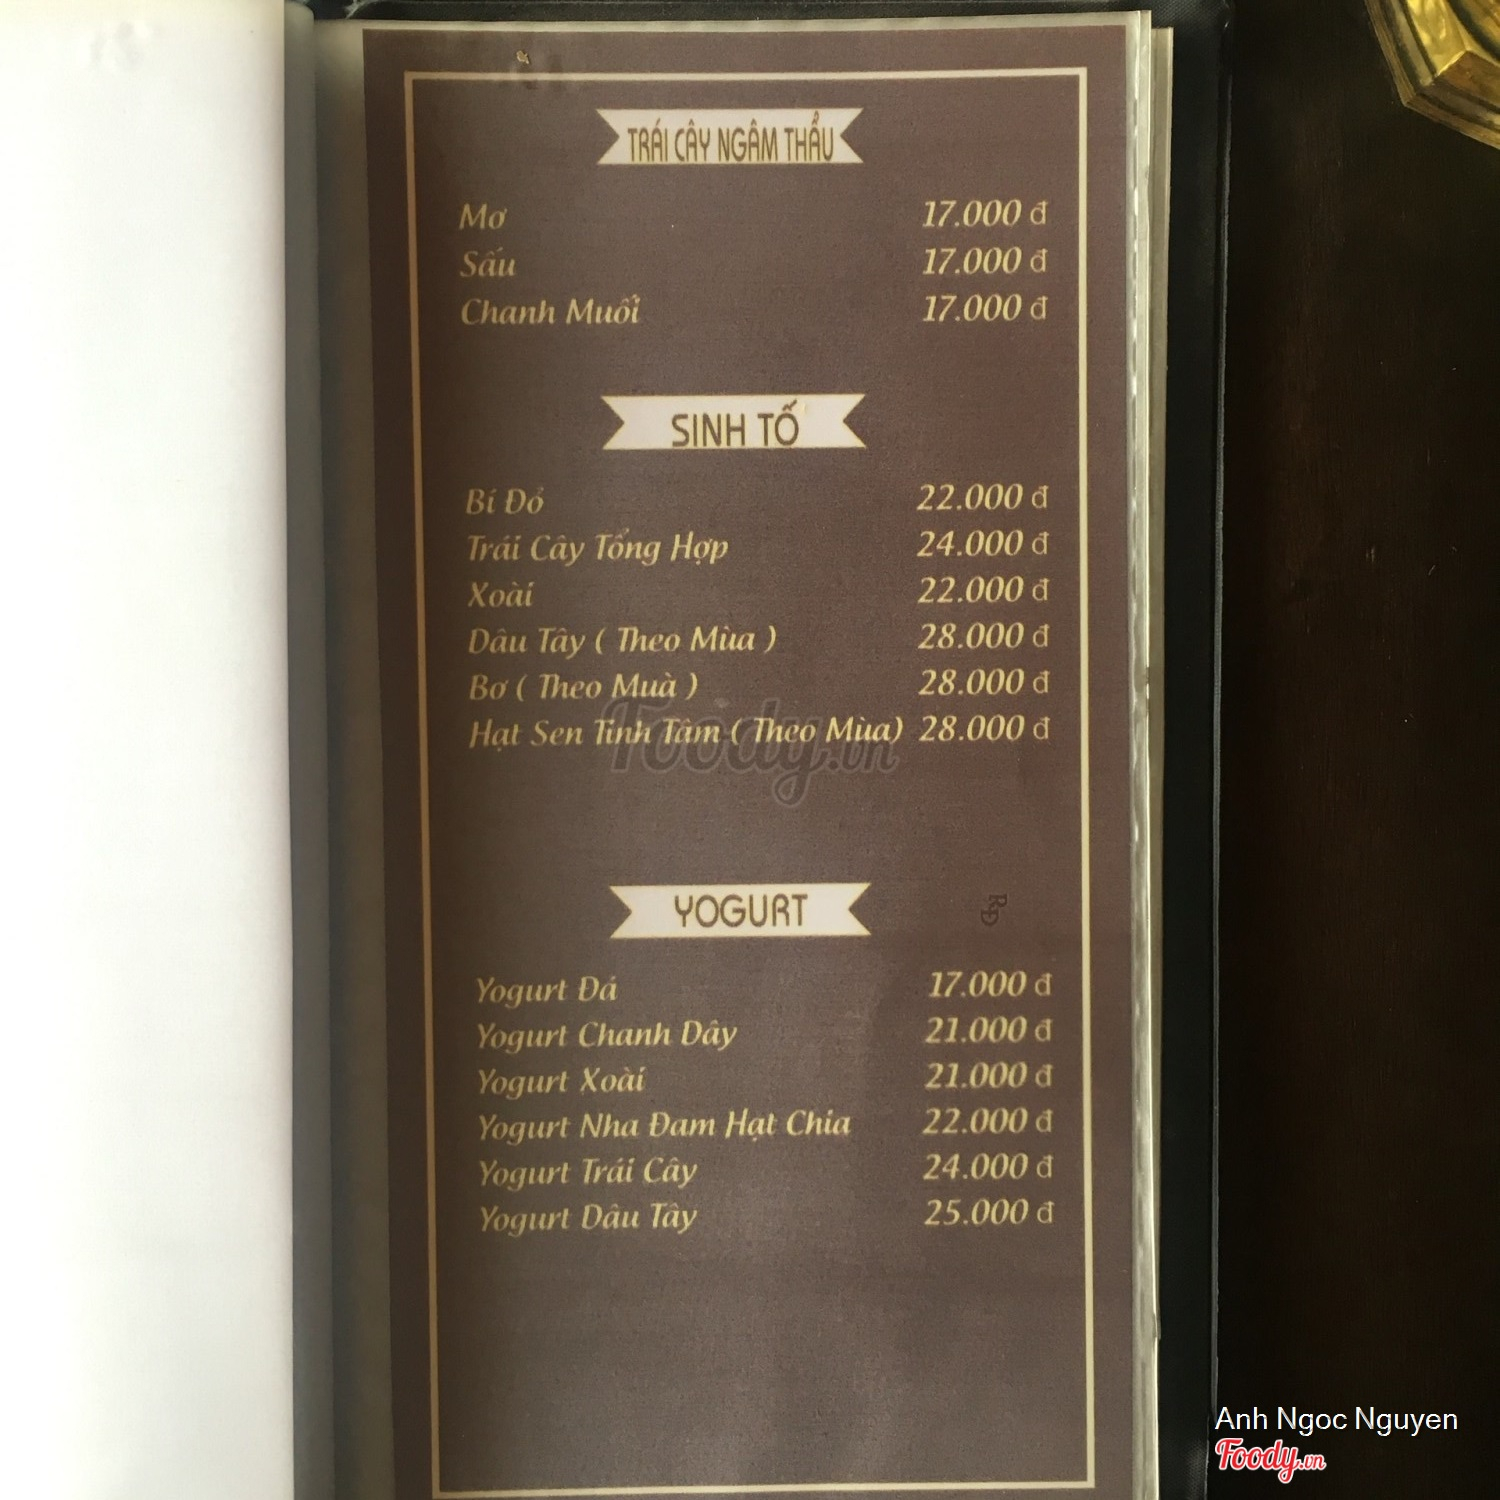 TRÁI CÂY NGÂM THẨU
Mơ 17.000 đ
Sấu 17.000 đ
Chanh Muối 17.000 đ
SINH TỐ
Bí Đỏ 22.000 đ
Trái Cây Tổng Hợp 24.000 đ
Xoài 22.000 đ
Dâu Tây ( Theo Mùa ) 28.000 đ
Bơ ( Theo Muà ) 28.000 đ
Hạt Sen Tinh Tâm ( Theo Mùa) 28.000 đ
Foody.vn
YOGURT
Yogurt Đá 17.000 đ
Yogurt Chanh Dây 21.000 đ
Yogurt Xoài 21.000 đ
Yogurt Nha Đam Hạt Chia 22.000 đ
Yogurt Trái Cây 24.000 đ
Yogurt Dâu Tây 25.000 đ
Anh Ngoc Nguyen
Foody.vn